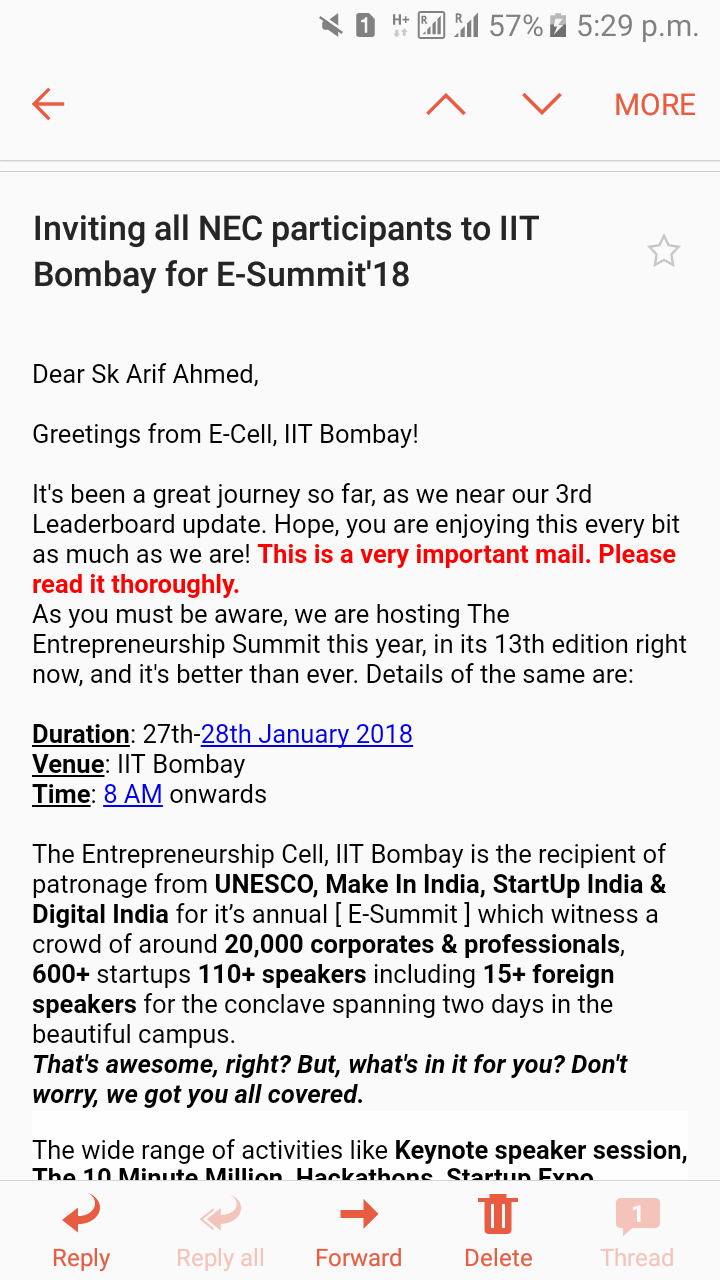 1 H+ R R 57% 5:29 p.m.
MORE
Inviting all NEC participants to IIT
Bombay for E-Summit'18
Dear Sk Arif Ahmed,
Greetings from E-Cell, IIT Bombay!
It's been a great journey so far, as we near our 3rd
Leaderboard update. Hope, you are enjoying this every bit
as much as we are! This is a very important mail. Please
read it thoroughly.
As you must be aware, we are hosting The
Entrepreneurship Summit this year, in its 13th edition right
now, and it's better than ever. Details of the same are:
Duration: 27th-28th January 2018
Venue: IIT Bombay
Time: 8 AM onwards
The Entrepreneurship Cell, IIT Bombay is the recipient of
patronage from UNESCO, Make In India, StartUp India &
Digital India for it’s annual [ E-Summit ] which witness a
crowd of around 20,000 corporates & professionals,
600+ startups 110+ speakers including 15+ foreign
speakers for the conclave spanning two days in the
beautiful campus.
That's awesome, right? But, what's in it for you? Don't
worry, we got you all covered.
The wide range of activities like Keynote speaker session,
The 10 Minute Million, Hackathons, Startup Expo,
Reply Reply all Forward Delete 1 Thread